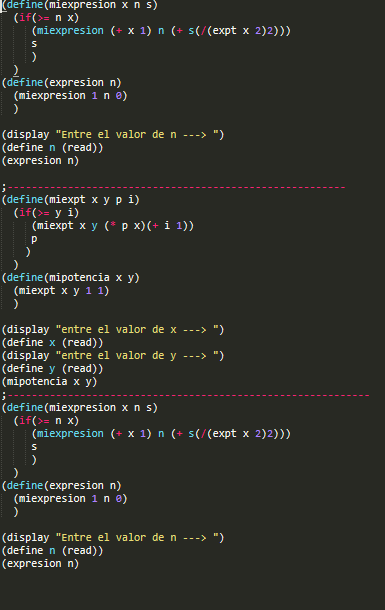 (define(miexpresion x n s)
(if(>= n x)
(miexpresion (+ x 1) n (+ s(/(expt x 2)2)))
s
)
)
(define(expresion n)
(miexpresion 1 n 0)
)
(display "Entre el valor de n ---> ")
(define n (read))
(expresion n)
;----------------------------------------------------
(define(miexpt x y p i)
(if(>= y i)
(miexpt x y (* p x)(+ i 1))
p
)
)
(define(mipotencia x y)
(miexpt x y 1 1)
)
(display "entre el valor de x ---> ")
(define x (read))
(display "entre el valor de y ---> ")
(define y (read))
(mipotencia x y)
;--------------------------------------------------------
(define(miexpresion x n s)
(if(>= n x)
(miexpresion (+ x 1) n (+ s(/(expt x 2)2)))
s
)
)
(define(expresion n)
(miexpresion 1 n 0)
)
(display "Entre el valor de n ---> ")
(define n (read))
(expresion n)